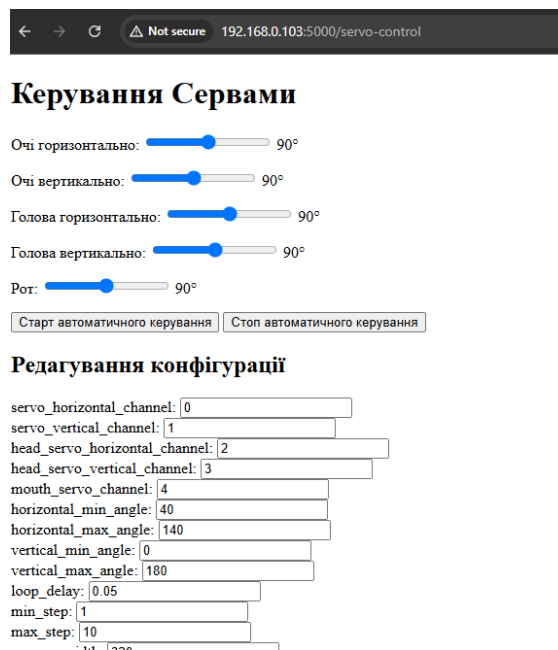 Not secure 192.168.0.103:5000/servo-control
Керування Сервами
Очі горизонтально: 90°
Очі вертикально: 90°
Голова горизонтально: 90°
Голова вертикально: 90°
Рот: 90°
Старт автоматичного керування Стоп автоматичного керування
Редагування конфігурації
servo_horizontal_channel: 0
servo_vertical_channel: 1
head_servo_horizontal_channel: 2
head_servo_vertical_channel: 3
mouth_servo_channel: 4
horizontal_min_angle: 40
horizontal_max_angle: 140
vertical_min_angle: 0
vertical_max_angle: 180
loop_delay: 0.05
min_step: 1
max_step: 10